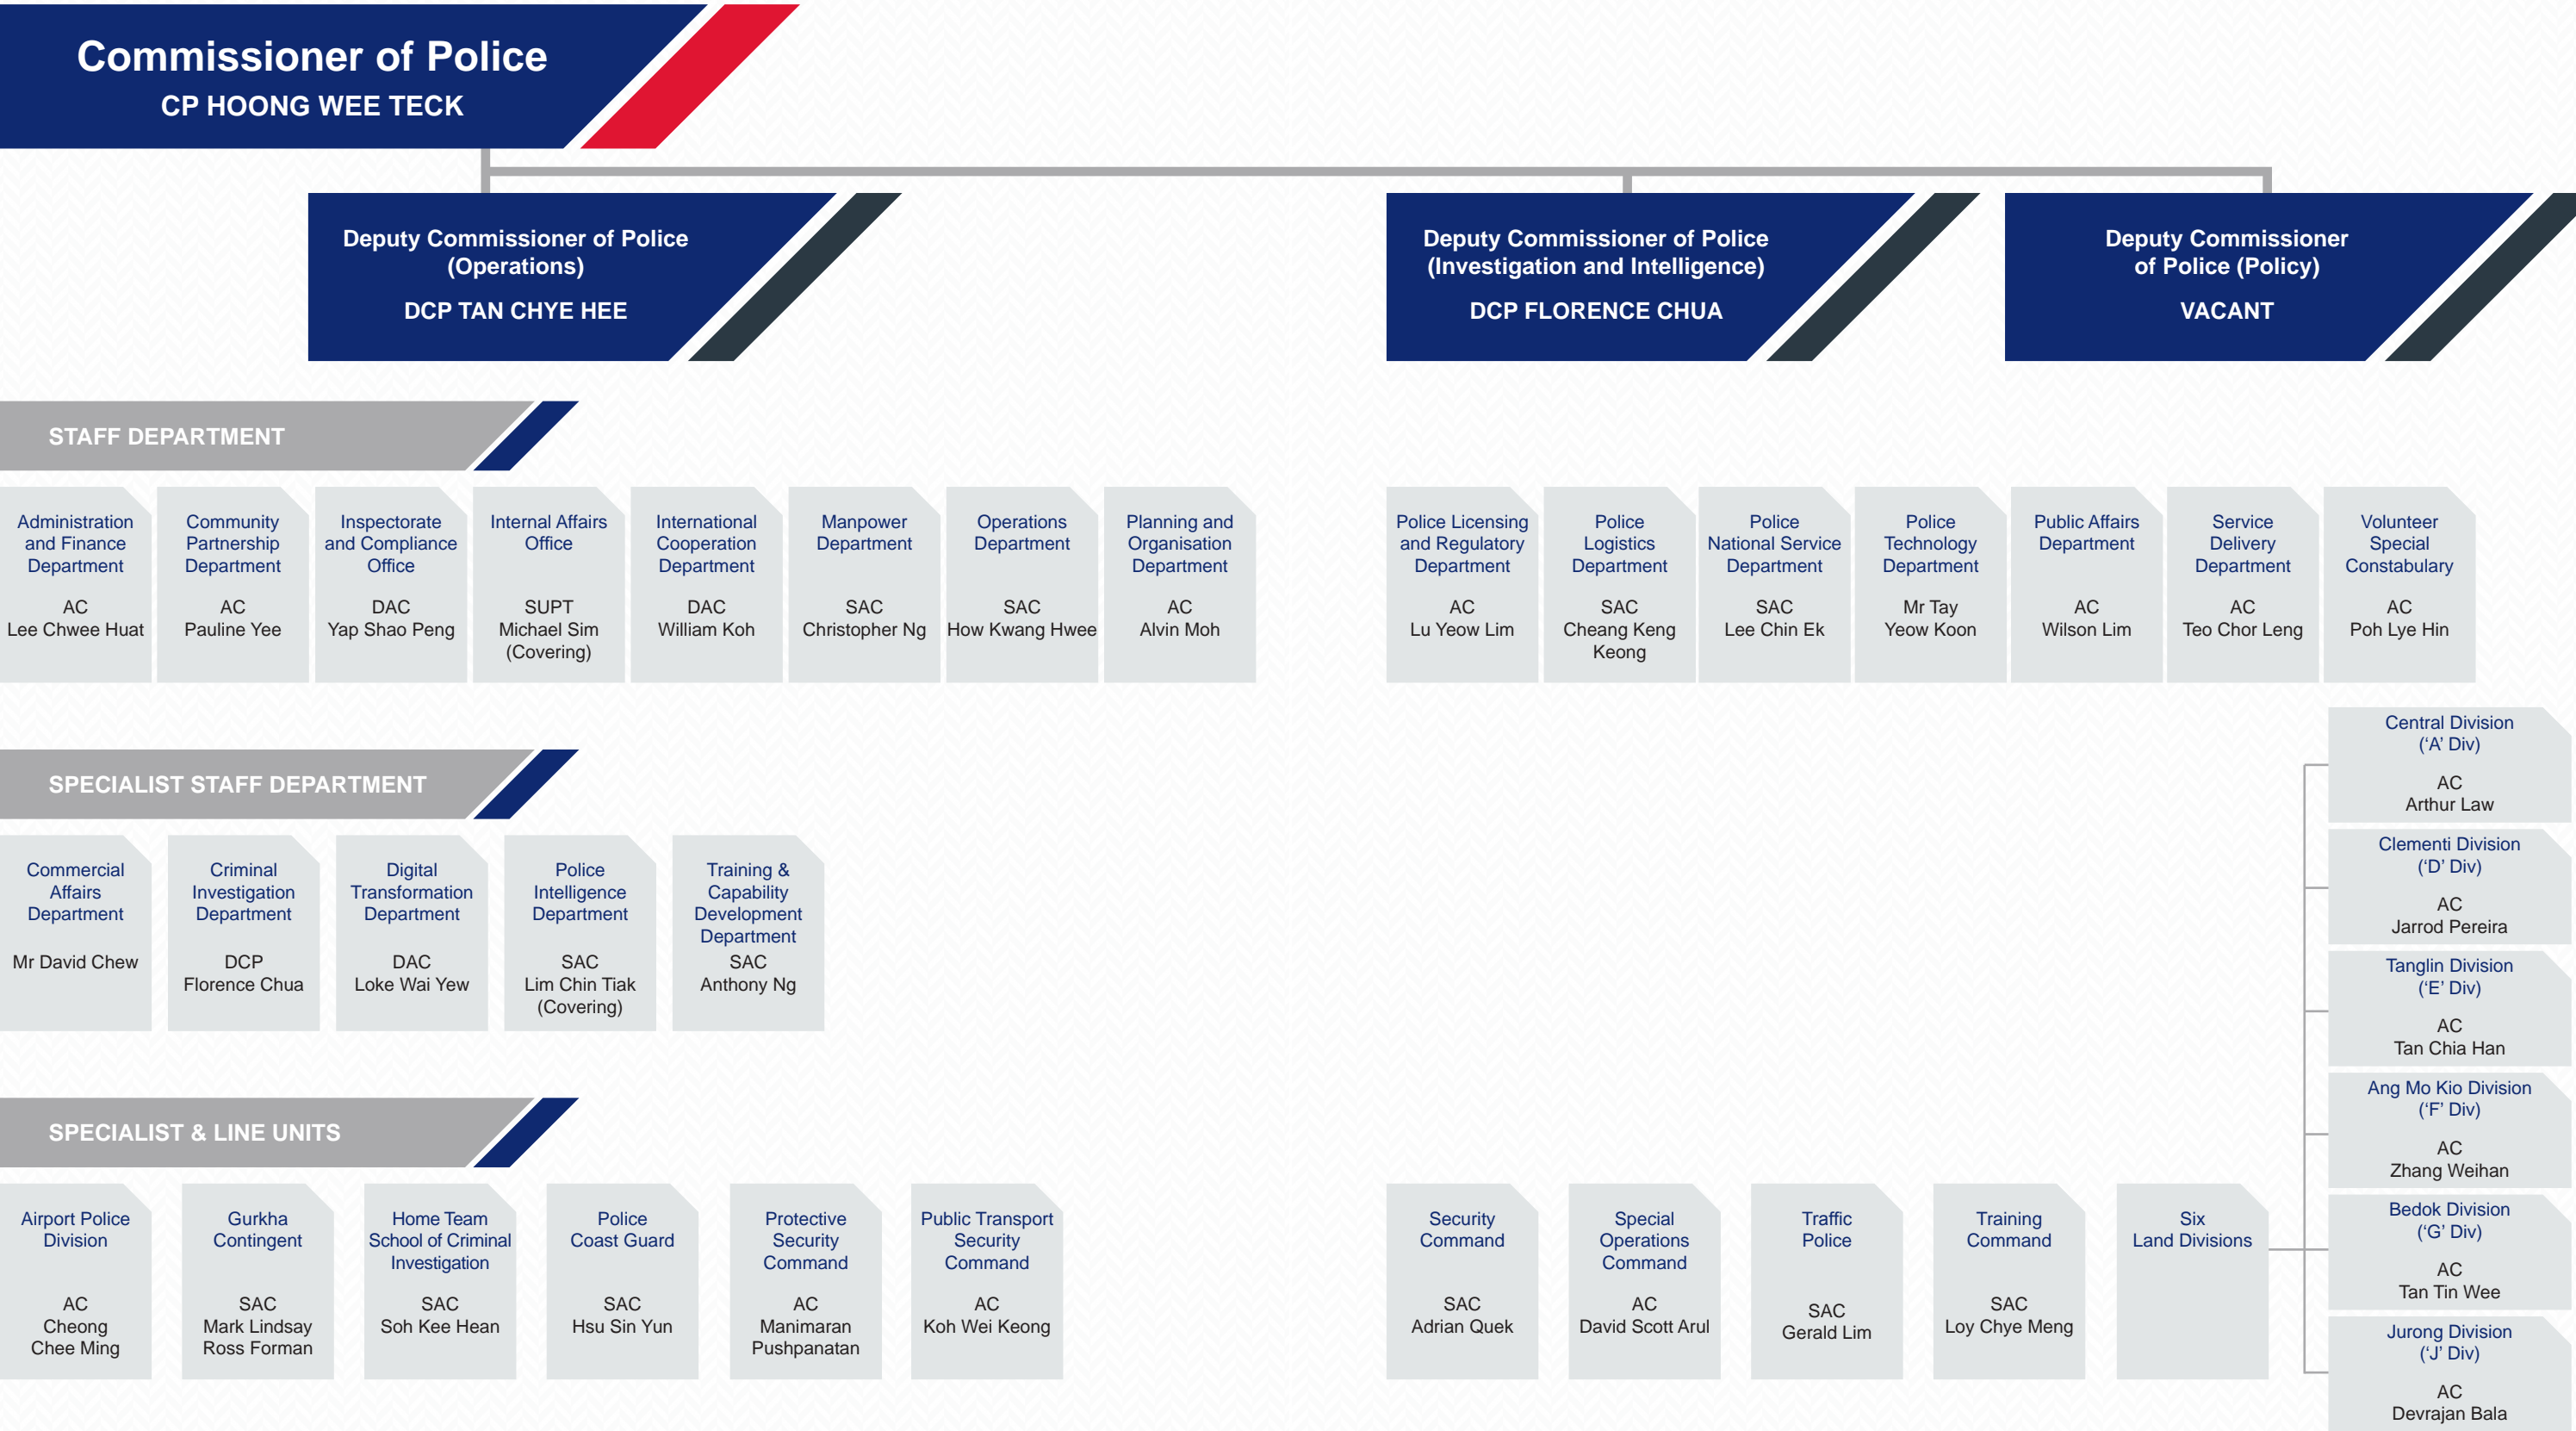 Commissioner of Police
CP HOONG WEE TECK
Deputy Commissioner of Police
(Operations)
DCP TAN CHYE HEE
Deputy Commissioner of Police
(Investigation and Intelligence)
DCP FLORENCE CHUA
Deputy Commissioner
of Police (Policy)
VACANT
STAFF DEPARTMENT
Administration
and Finance
Department
AC
Lee Chwee Huat
Community
Partnership
Department
AC
Pauline Yee
Inspectorate
and Compliance
Office
DAC
Yap Shao Peng
Internal Affairs
Office
SUPT
Michael Sim
(Covering)
International
Cooperation
Department
DAC
William Koh
Manpower
Department
SAC
Christopher Ng
Operations
Department
SAC
How Kwang Hwee
Planning and
Organisation
Department
AC
Alvin Moh
Police Licensing
and Regulatory
Department
AC
Lu Yeow Lim
Police
Logistics
Department
SAC
Cheang Keng
Keong
Police
National Service
Department
SAC
Lee Chin Ek
Police
Technology
Department
Mr Tay
Yeow Koon
Public Affairs
Department
AC
Wilson Lim
Service
Delivery
Department
AC
Teo Chor Leng
Volunteer
Special
Constabulary
AC
Poh Lye Hin
SPECIALIST STAFF DEPARTMENT
Commercial
Affairs
Department
Mr David Chew
Criminal
Investigation
Department
DCP
Florence Chua
Digital
Transformation
Department
DAC
Loke Wai Yew
Police
Intelligence
Department
SAC
Lim Chin Tiak
(Covering)
Training &
Capability
Development
Department
SAC
Anthony Ng
SPECIALIST & LINE UNITS
Airport Police
Division
AC
Cheong
Chee Ming
Gurkha
Contingent
SAC
Mark Lindsay
Ross Forman
Home Team
School of Criminal
Investigation
SAC
Soh Kee Hean
Police
Coast Guard
SAC
Hsu Sin Yun
Protective
Security
Command
AC
Manimaran
Pushpanatan
Public Transport
Security
Command
AC
Koh Wei Keong
Security
Command
SAC
Adrian Quek
Special
Operations
Command
AC
David Scott Arul
Traffic
Police
SAC
Gerald Lim
Training
Command
SAC
Loy Chye Meng
Six
Land Divisions
Central Division
(‘A’ Div)
AC
Arthur Law
Clementi Division
(‘D’ Div)
AC
Jarrod Pereira
Tanglin Division
(‘E’ Div)
AC
Tan Chia Han
Ang Mo Kio Division
(‘F’ Div)
AC
Zhang Weihan
Bedok Division
(‘G’ Div)
AC
Tan Tin Wee
Jurong Division
(‘J’ Div)
AC
Devrajan Bala